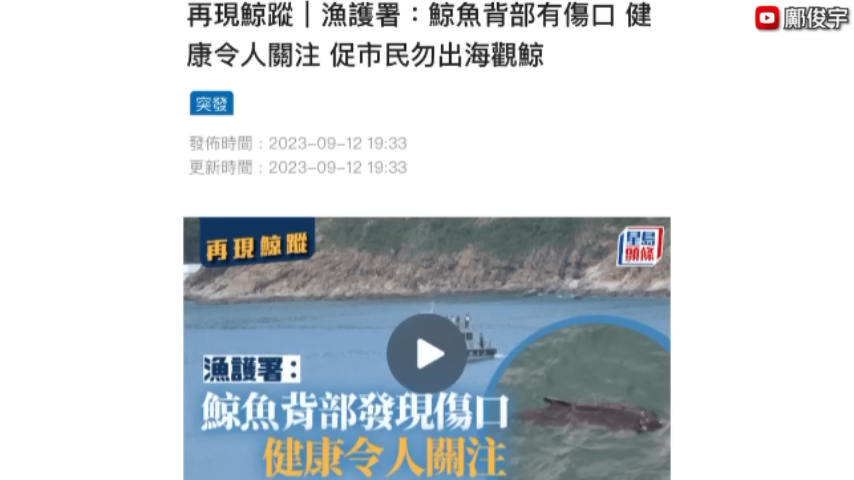 再現鯨蹤｜漁護署：鯨魚背部有傷口 健
康令人關注 促市民勿出海觀鯨
鄺俊宇
突發
發佈時間：2023-09-12 19:33
更新時間：2023-09-12 19:33
再現鯨蹤
星島
頭條
漁護署：
鯨魚背部發現傷口
健康令人關注